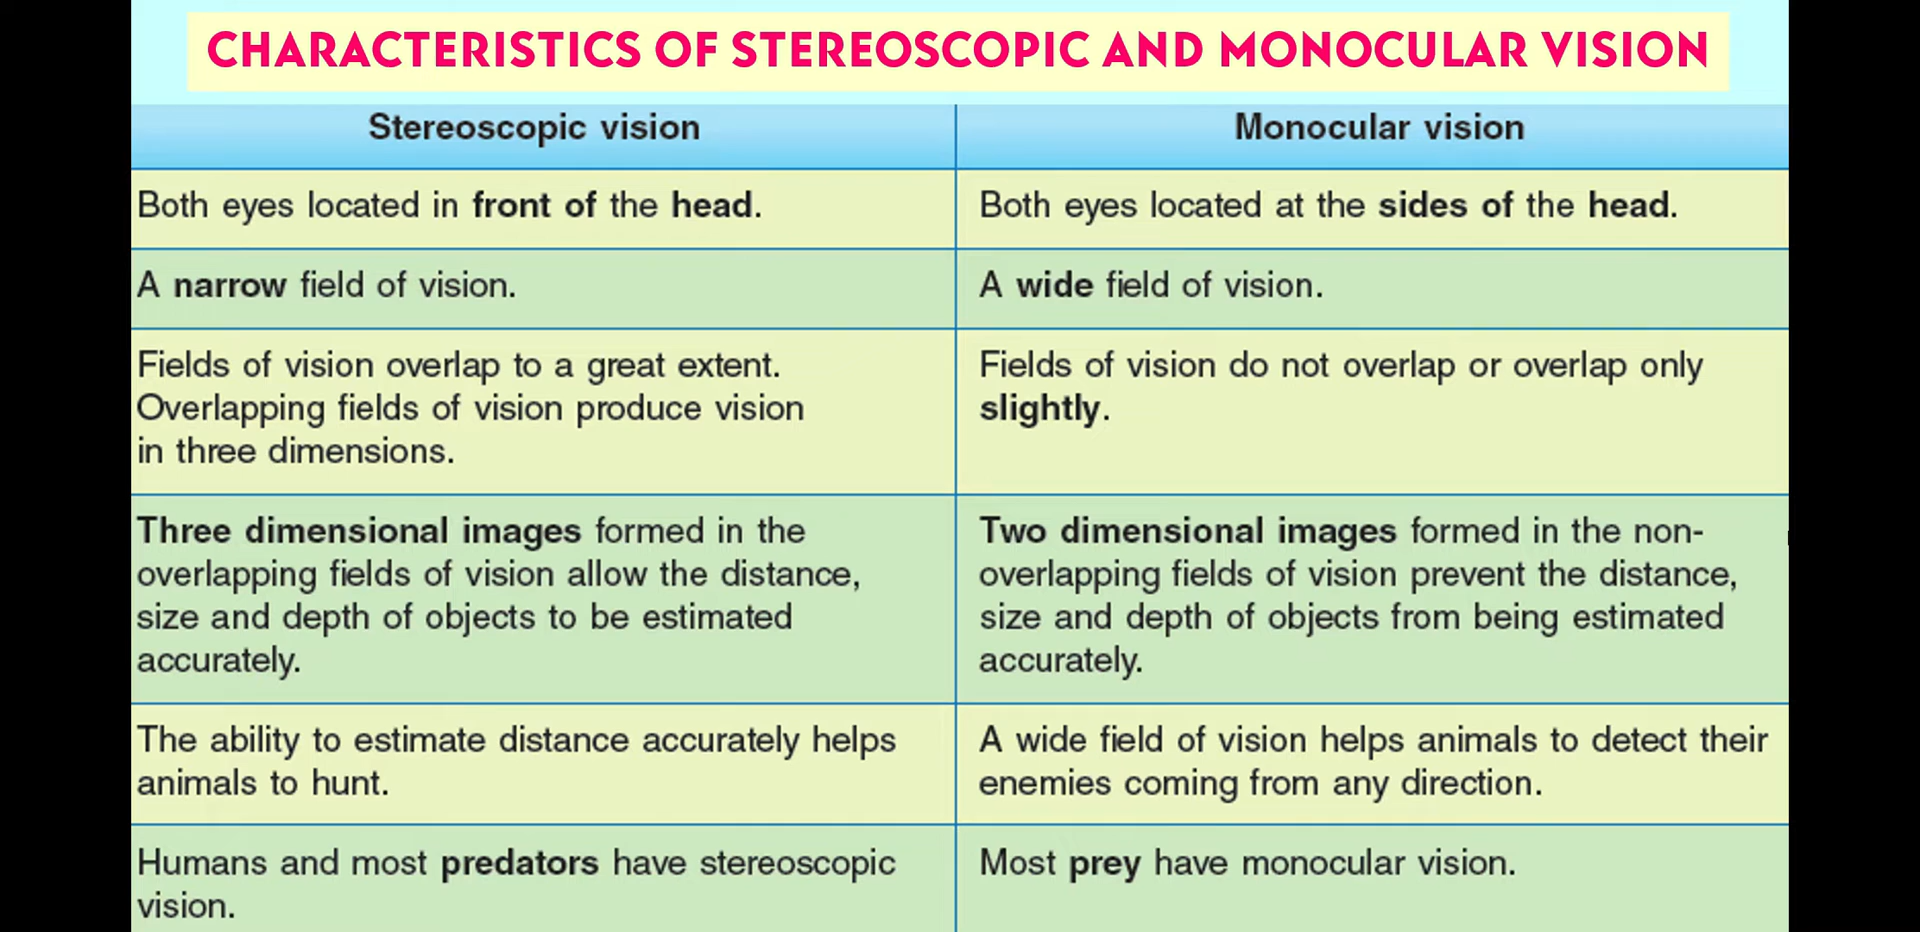 CHARACTERISTICS OF STEREOSCOPIC AND MONOCULAR VISION
Stereoscopic vision
Monocular vision
Both eyes located in front of the head.
Both eyes located at the sides of the head.
A narrow field of vision.
A wide field of vision.
Fields of vision overlap to a great extent.
Overlapping fields of vision produce vision
in three dimensions.
Fields of vision do not overlap or overlap only
slightly.
Three dimensional images formed in the
overlapping fields of vision allow the distance,
size and depth of objects to be estimated
accurately.
Two dimensional images formed in the non-
overlapping fields of vision prevent the distance,
size and depth of objects from being estimated
accurately.
The ability to estimate distance accurately helps
animals to hunt.
A wide field of vision helps animals to detect their
enemies coming from any direction.
Humans and most predators have stereoscopic
vision.
Most prey have monocular vision.